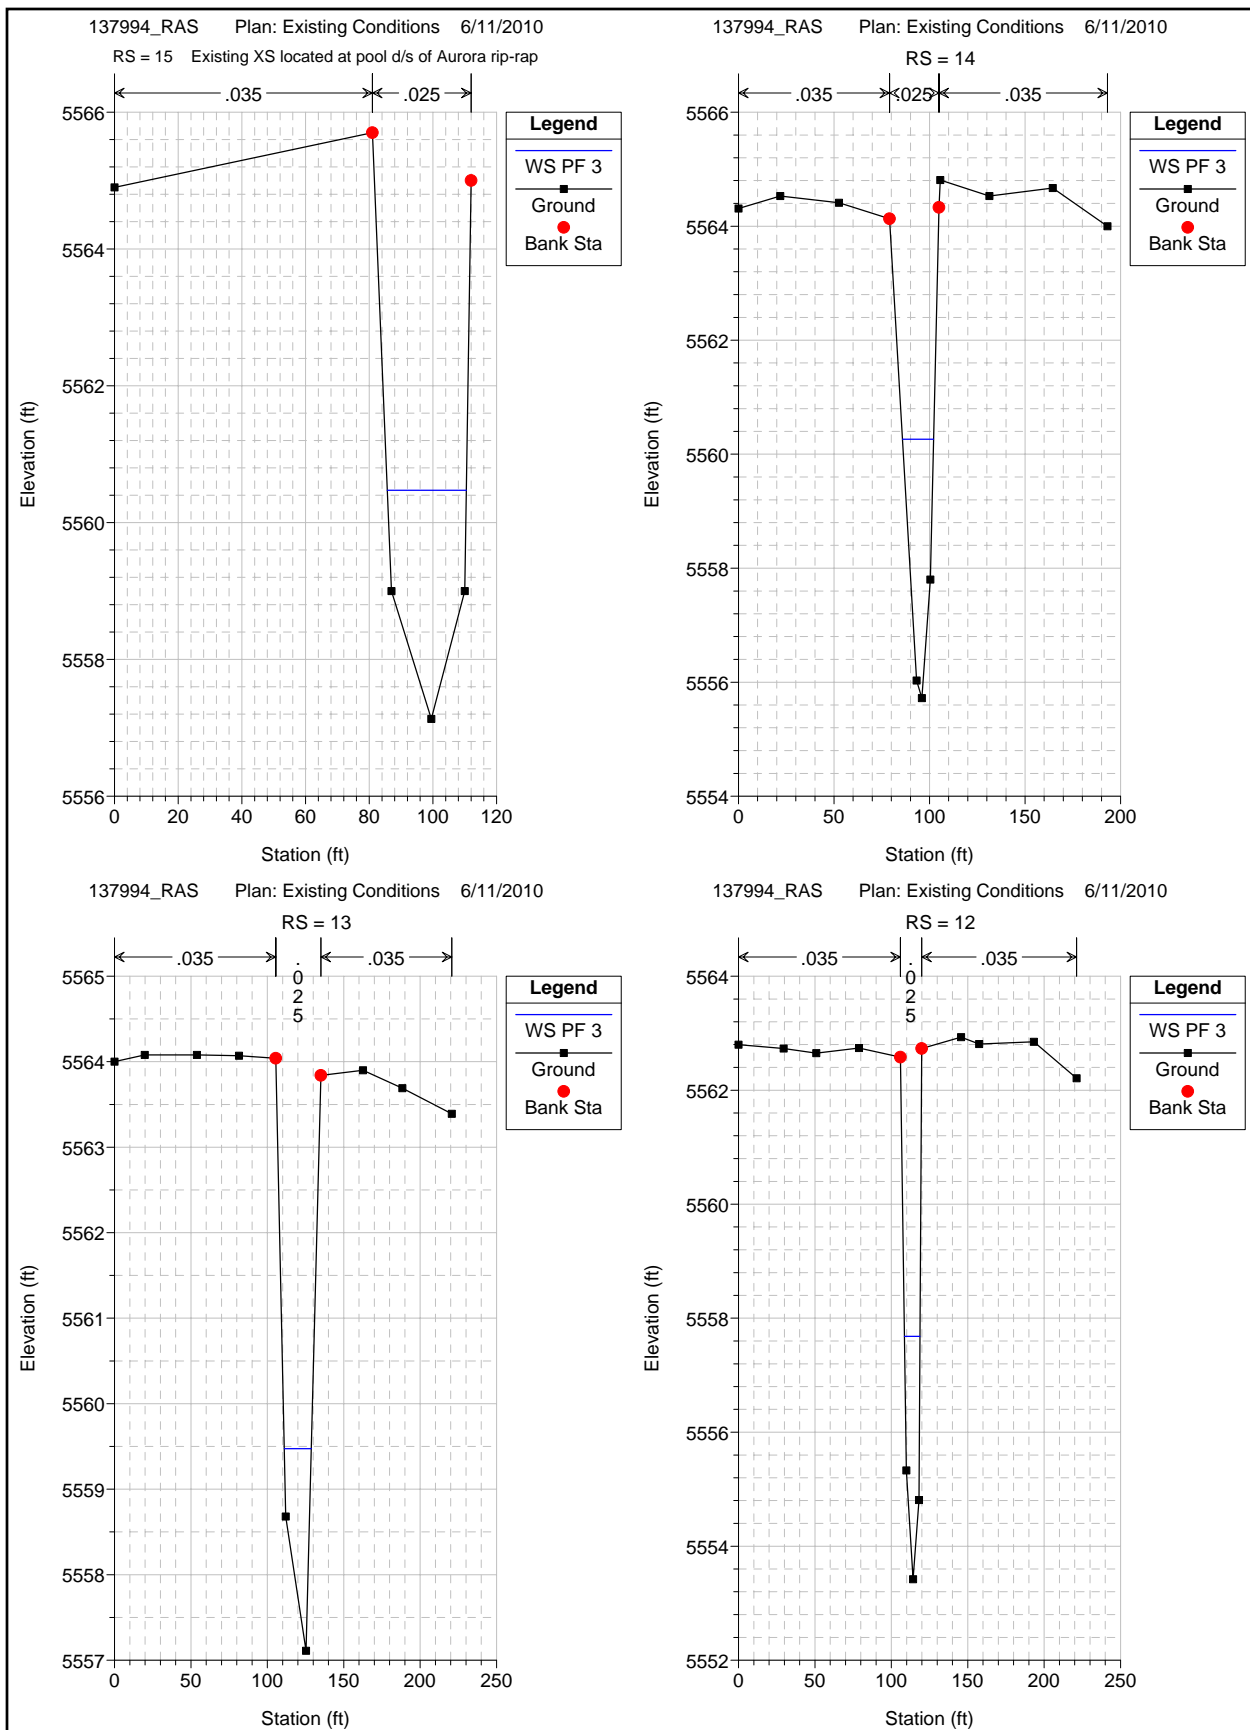 137994_RAS Plan: Existing Conditions 6/11/2010
RS = 15 Existing XS located at pool d/s of Aurora rip-rap
.035 .025
5566
5564
5562
5560
5558
5556
Elevation (ft)
0 20 40 60 80 100 120
Station (ft)
Legend
WS PF 3
Ground
Bank Sta
137994_RAS Plan: Existing Conditions 6/11/2010
RS = 14
.035 .025 .035
5566
5564
5562
5560
5558
5556
5554
Elevation (ft)
0 50 100 150 200
Station (ft)
Legend
WS PF 3
Ground
Bank Sta
137994_RAS Plan: Existing Conditions 6/11/2010
RS = 13
.035 .025 .035
5565
5564
5563
5562
5561
5560
5559
5558
5557
Elevation (ft)
0 50 100 150 200 250
Station (ft)
Legend
WS PF 3
Ground
Bank Sta
137994_RAS Plan: Existing Conditions 6/11/2010
RS = 12
.035 .025 .035
5564
5562
5560
5558
5556
5554
5552
Elevation (ft)
0 50 100 150 200 250
Station (ft)
Legend
WS PF 3
Ground
Bank Sta